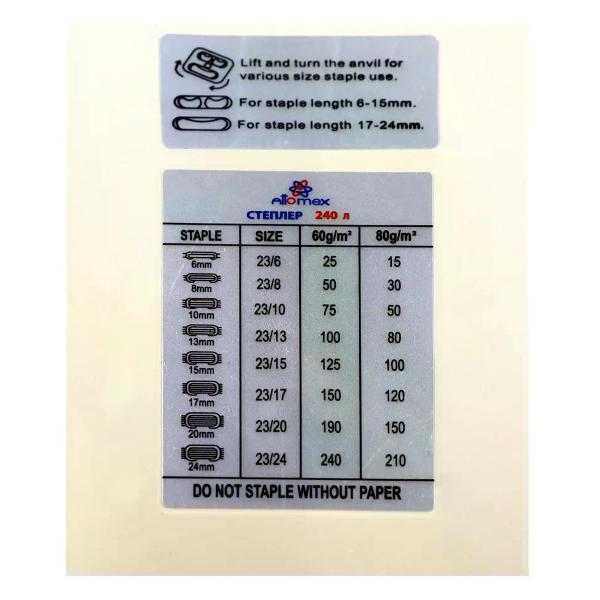 Lift and turn the anvil for
various size staple use.
For staple length 6-15mm.
For staple length 17-24mm.
Attomex
СТЕПЛЕР 240 л
STAPLE SIZE 60g/m² 80g/m²
6mm 23/6 25 15
8mm 23/8 50 30
10mm 23/10 75 50
13mm 23/13 100 80
15mm 23/15 125 100
17mm 23/17 150 120
20mm 23/20 190 150
24mm 23/24 240 210
DO NOT STAPLE WITHOUT PAPER